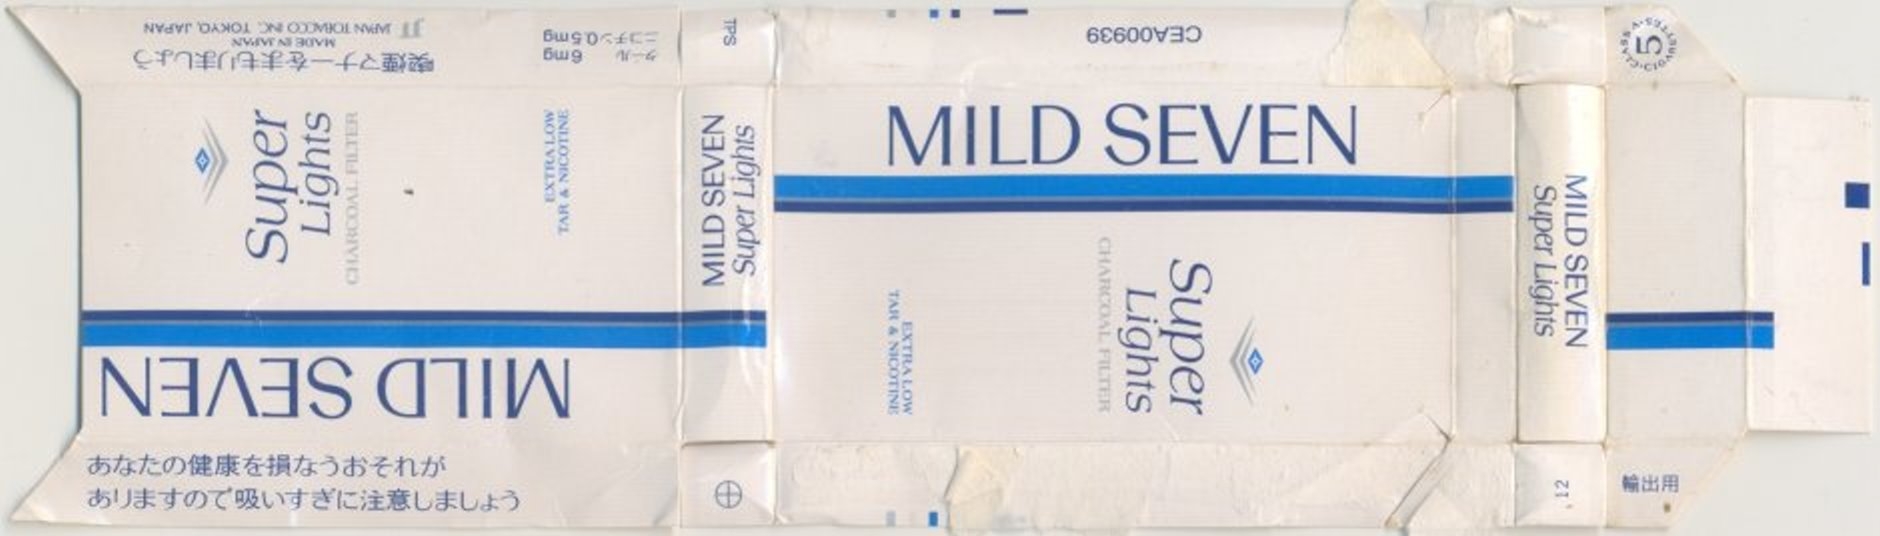 喫煙マナーをまもりましょう
MADE IN JAPAN
JT JAPAN TOBACCO INC. TOKYO, JAPAN
タール 6mg
ニコチン 0.5mg
TPS
CEA00939
CLASS·A·CIGARETTES
5
Super
Lights
CHARCOAL FILTER
EXTRA LOW
TAR & NICOTINE
MILD SEVEN
あなたの健康を損なうおそれが
ありますので吸いすぎに注意しましょう
MILD SEVEN
Super Lights
MILD SEVEN
Super
Lights
CHARCOAL FILTER
EXTRA LOW
TAR & NICOTINE
MILD SEVEN
Super Lights
12
輸出用